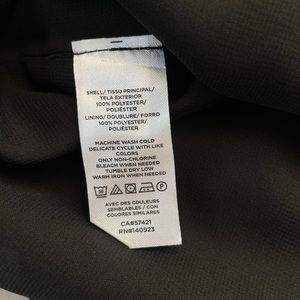 SHELL/ TISSU PRINCIPAL/
TELA EXTERIOR
100% POLYESTER/
POLIÉSTER
LINING/ DOUBLURE/ FORRO
100% POLYESTER/
POLIÉSTER
MACHINE WASH COLD
DELICATE CYCLE WITH LIKE
COLORS
ONLY NON-CHLORINE
BLEACH WHEN NEEDED
TUMBLE DRY LOW
WARM IRON WHEN NEEDED
AVEC DES COULEURS
SEMBLABLES / CON
COLORES SIMILARES
CA#57421
RN#140923